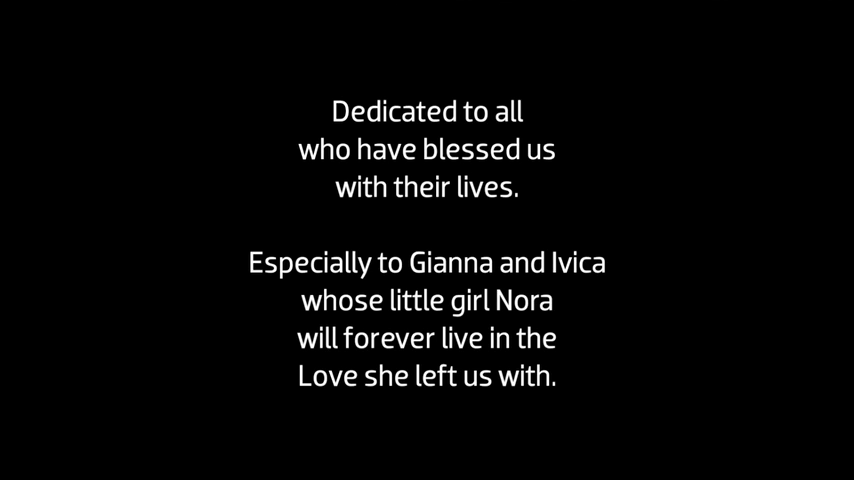 Dedicated to all
who have blessed us
with their lives.
Especially to Gianna and Ivica
whose little girl Nora
will forever live in the
Love she left us with.